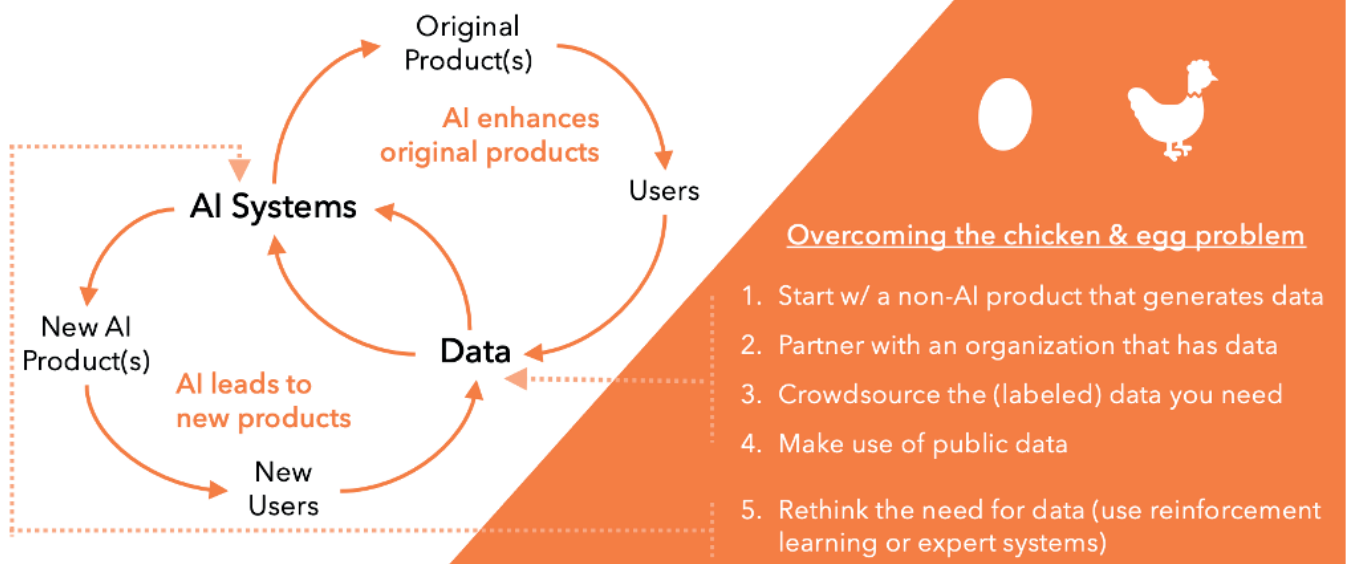 Original
Product(s)
AI enhances
original products
Users
AI Systems
New AI
Product(s)
Data
AI leads to
new products
New
Users
Overcoming the chicken & egg problem
1. Start w/ a non-AI product that generates data
2. Partner with an organization that has data
3. Crowdsource the (labeled) data you need
4. Make use of public data
5. Rethink the need for data (use reinforcement
learning or expert systems)